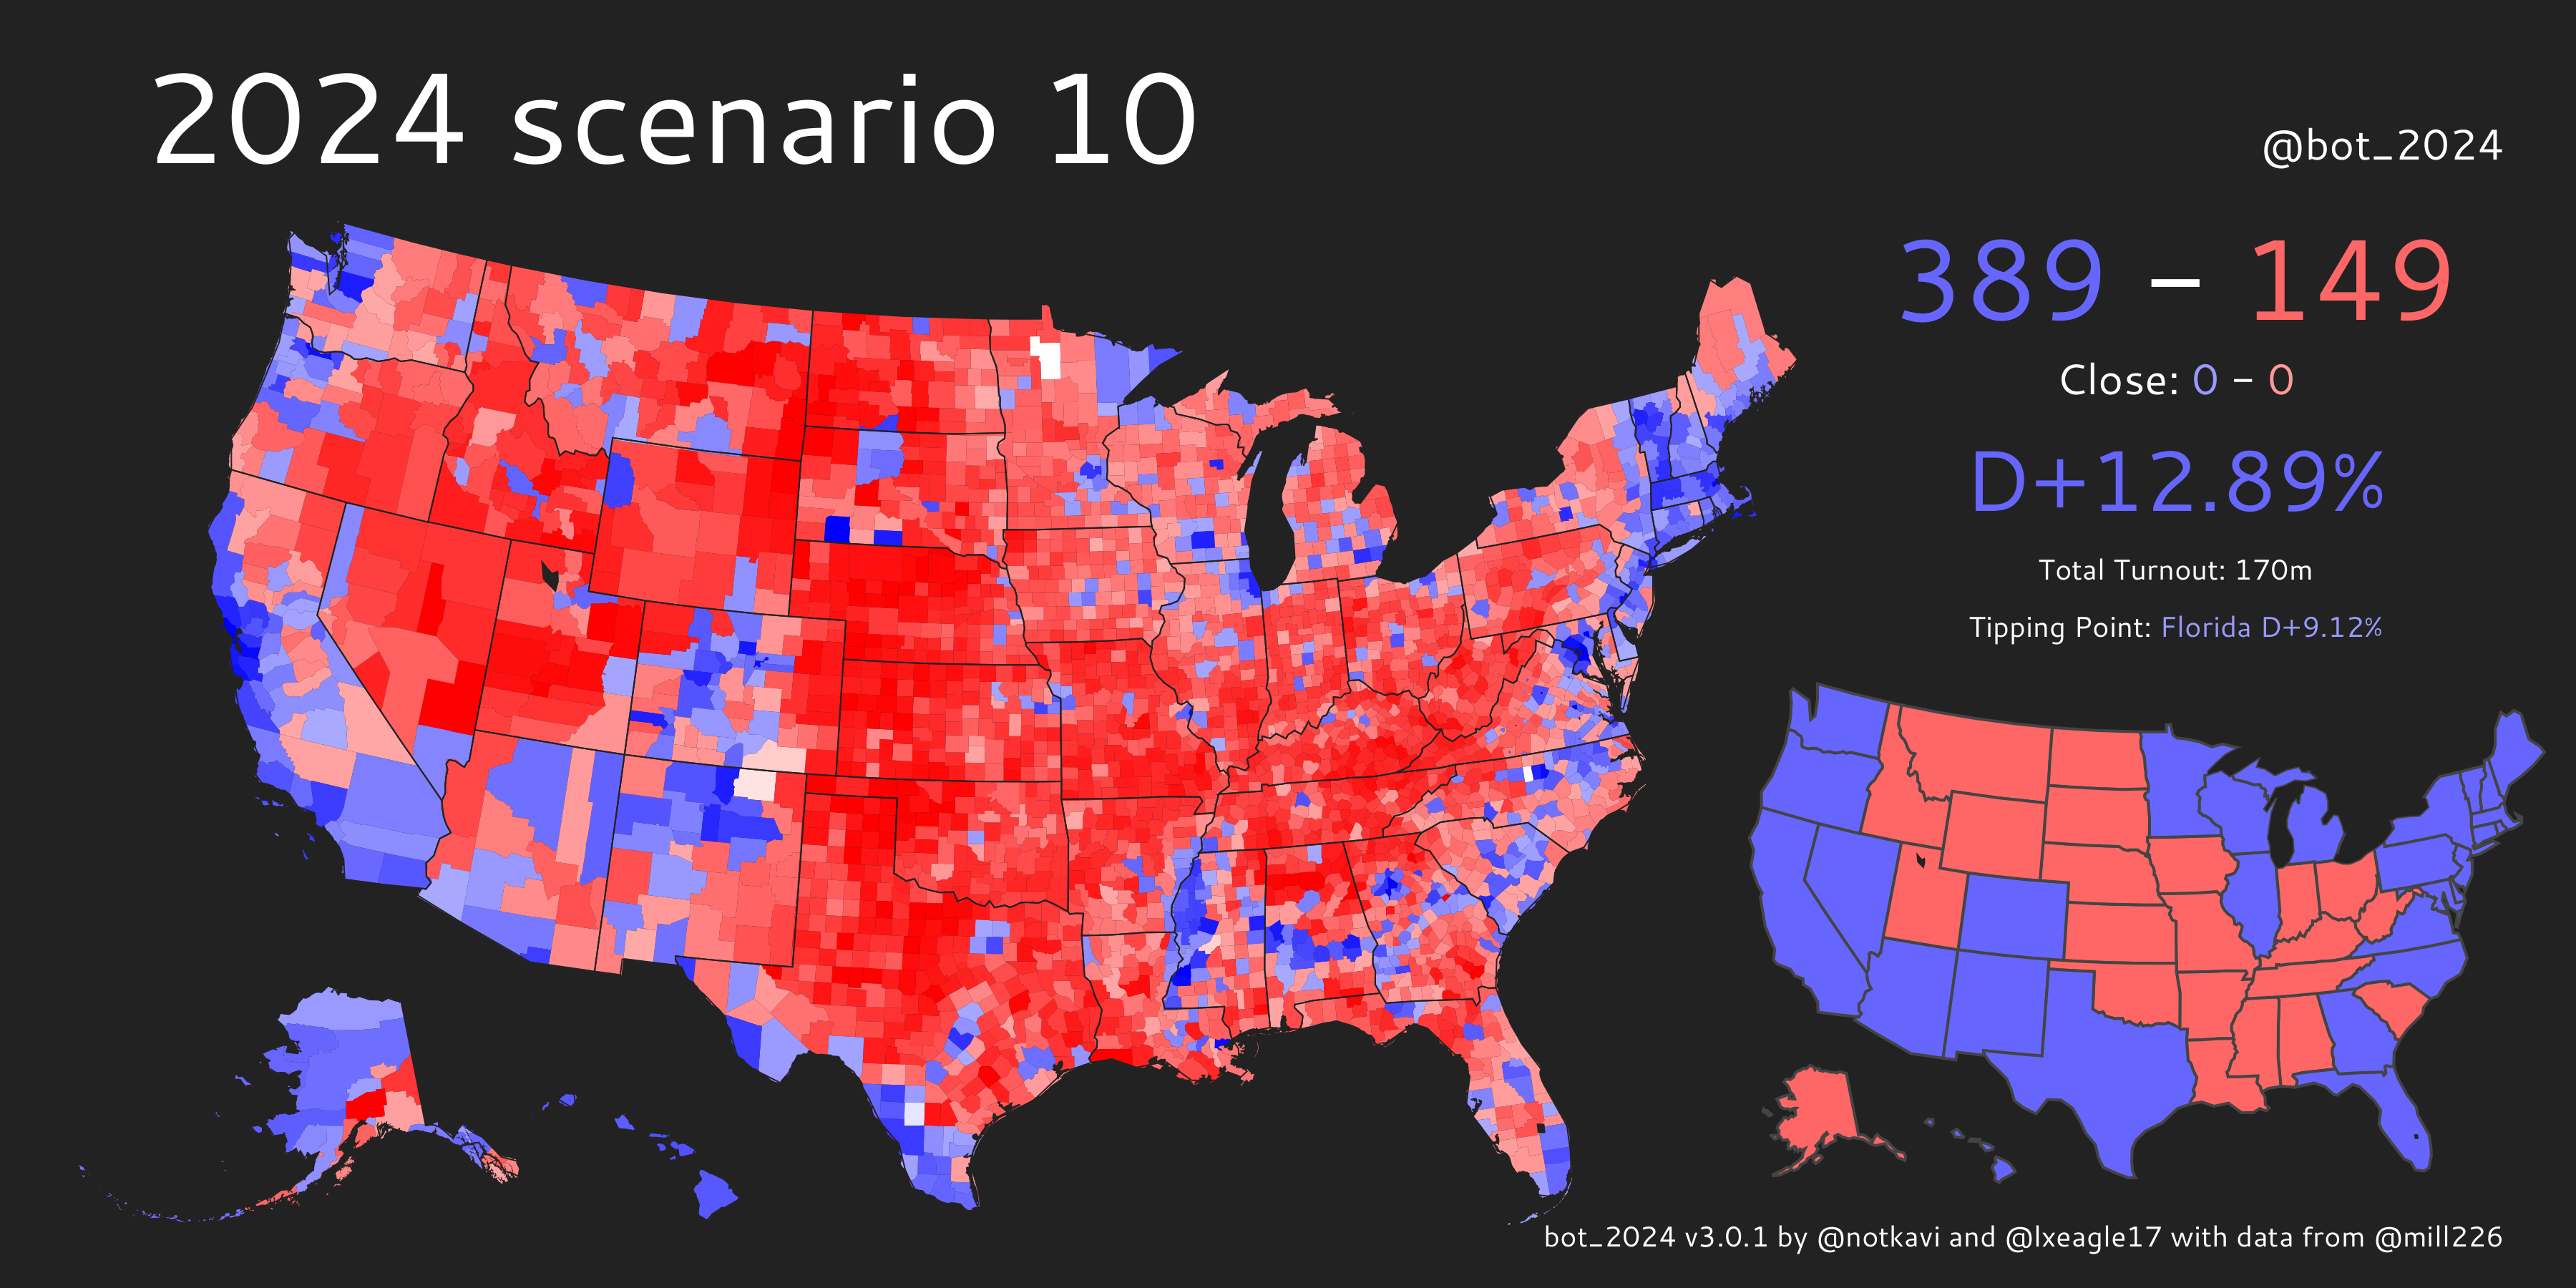 2024 scenario 10
@bot_2024
389 - 149
Close: 0 - 0
D+12.89%
Total Turnout: 170m
Tipping Point: Florida D+9.12%
bot_2024 v3.0.1 by @notkavi and @lxeagle17 with data from @mill226